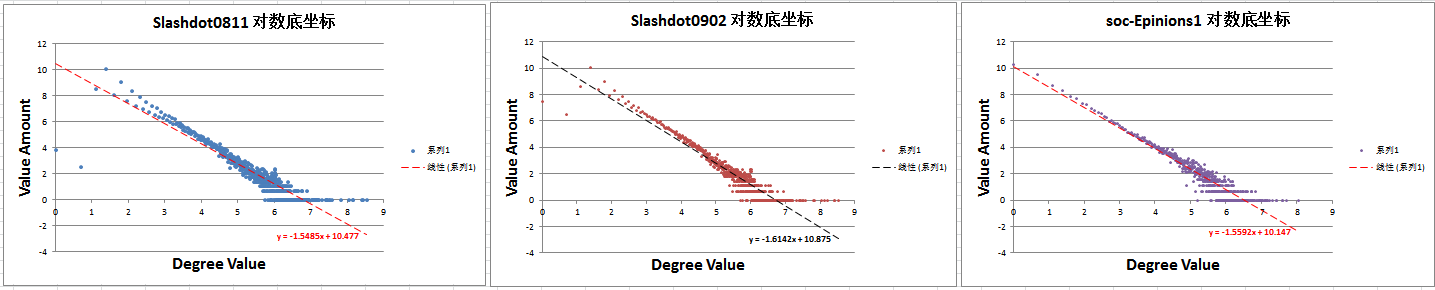 Slashdot0811 对数底坐标
Value Amount
12
10
8
6
4
2
0
-2
-4
0 1 2 3 4 5 6 7 8 9
系列1
线性 (系列1)
y = -1.5485x + 10.477
Degree Value
Slashdot0902 对数底坐标
Value Amount
12
10
8
6
4
2
0
-2
-4
0 1 2 3 4 5 6 7 8 9
系列1
线性 (系列1)
y = -1.6142x + 10.875
Degree Value
soc-Epinions1 对数底坐标
Value Amount
12
10
8
6
4
2
0
-2
-4
0 1 2 3 4 5 6 7 8 9
系列1
线性 (系列1)
y = -1.5592x + 10.147
Degree Value